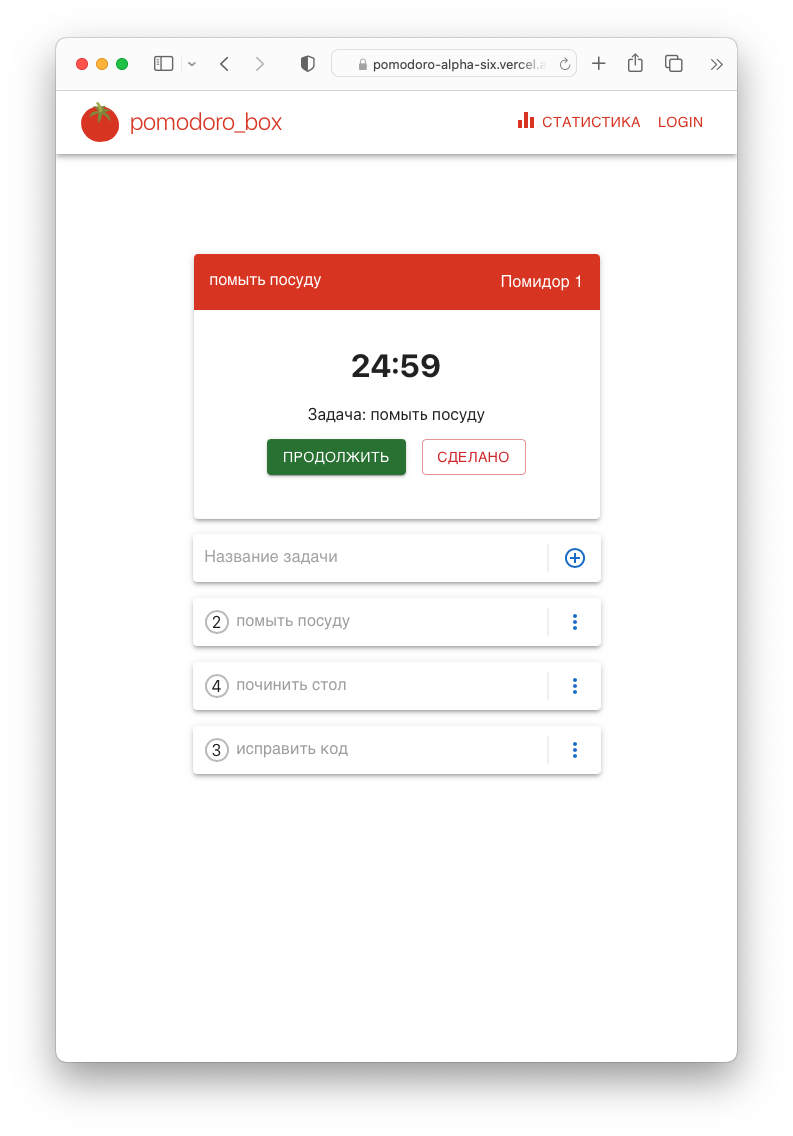 pomodoro-alpha-six.vercel.a
pomodoro_box
СТАТИСТИКА
LOGIN
помыть посуду
Помидор 1
24:59
Задача: помыть посуду
ПРОДОЛЖИТЬ
СДЕЛАНО
Название задачи
2 помыть посуду
4 починить стол
3 исправить код